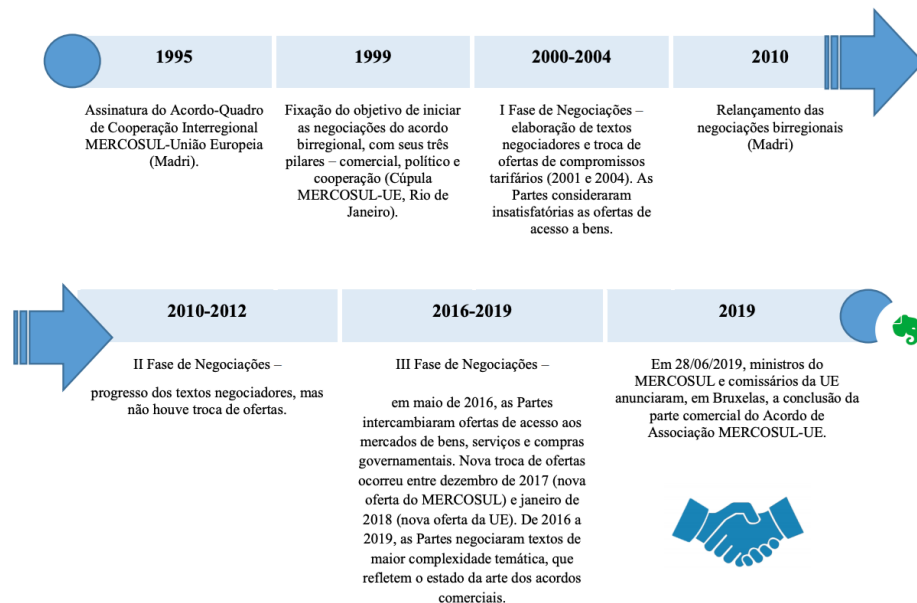 1995
Assinatura do Acordo-Quadro
de Cooperação Interregional
MERCOSUL-União Europeia
(Madri).
1999
Fixação do objetivo de iniciar
as negociações do acordo
birregional, com seus três
pilares – comercial, político e
cooperação (Cúpula
MERCOSUL-UE, Rio de
Janeiro).
2000-2004
I Fase de Negociações –
elaboração de textos
negociadores e troca de
ofertas de compromissos
tarifários (2001 e 2004). As
Partes consideraram
insatisfatórias as ofertas de
acesso a bens.
2010
Relançamento das
negociações birregionais
(Madri)
2010-2012
II Fase de Negociações –
progresso dos textos negociadores, mas
não houve troca de ofertas.
2016-2019
III Fase de Negociações –
em maio de 2016, as Partes
intercambiaram ofertas de acesso aos
mercados de bens, serviços e compras
governamentais. Nova troca de ofertas
ocorreu entre dezembro de 2017 (nova
oferta do MERCOSUL) e janeiro de
2018 (nova oferta da UE). De 2016 a
2019, as Partes negociaram textos de
maior complexidade temática, que
refletem o estado da arte dos acordos
comerciais.
2019
Em 28/06/2019, ministros do
MERCOSUL e comissários da UE
anunciaram, em Bruxelas, a conclusão da
parte comercial do Acordo de
Associação MERCOSUL-UE.